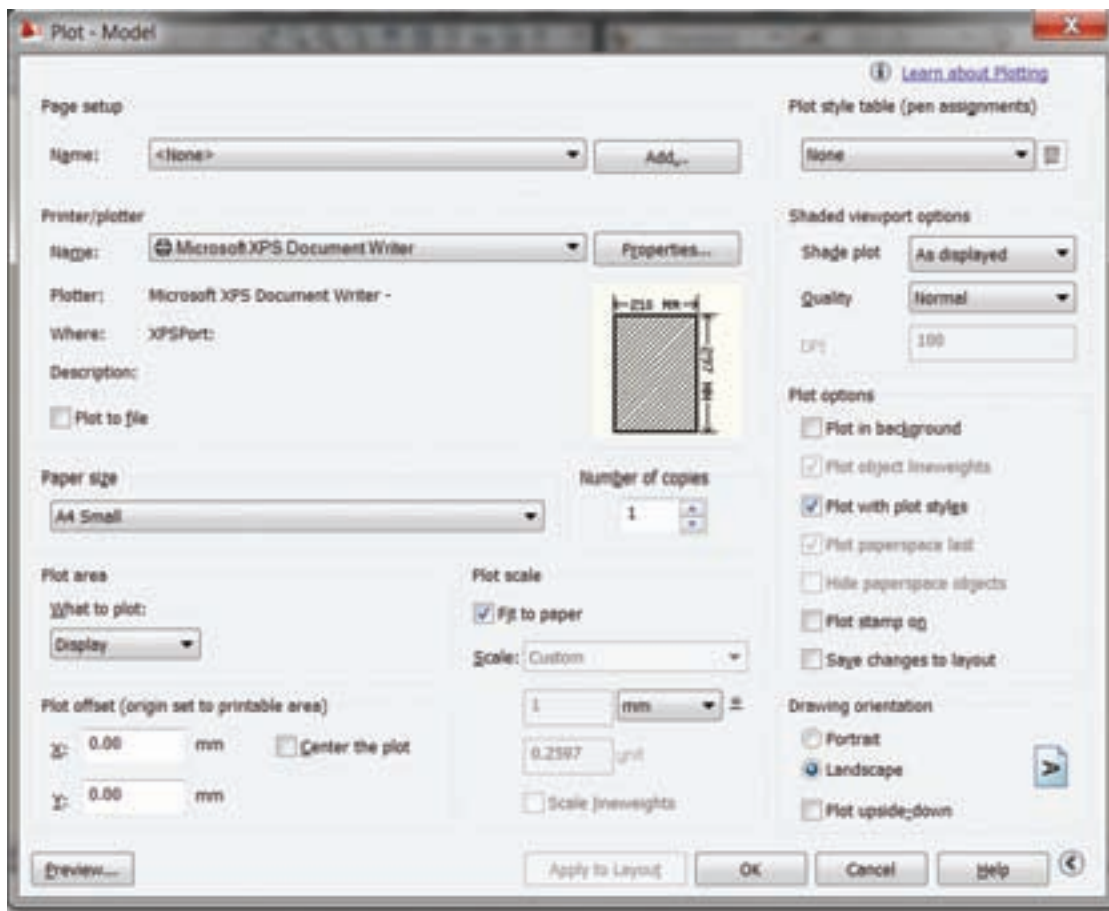 Plot - Model
Learn about Plotting
Page setup
Name: <None> Add...
Plot style table (pen assignments)
None
Printer/plotter
Name: Microsoft XPS Document Writer Properties...
Plotter: Microsoft XPS Document Writer -
Where: XPSPort:
Description:
Plot to file
210 MM
297 MM
Shaded viewport options
Shade plot As displayed
Quality Normal
DPI 100
Paper size
A4 Small
Number of copies
1
Plot area
What to plot:
Display
Plot scale
Fit to paper
Scale: Custom
1 mm =
0.2597 unit
Scale lineweights
Plot offset (origin set to printable area)
X: 0.00 mm Center the plot
Y: 0.00 mm
Plot options
Plot in background
Plot object lineweights
Plot with plot styles
Plot paperspace last
Hide paperspace objects
Plot stamp on
Save changes to layout
Drawing orientation
Portrait
Landscape
Plot upside-down
A
Preview... Apply to Layout OK Cancel Help